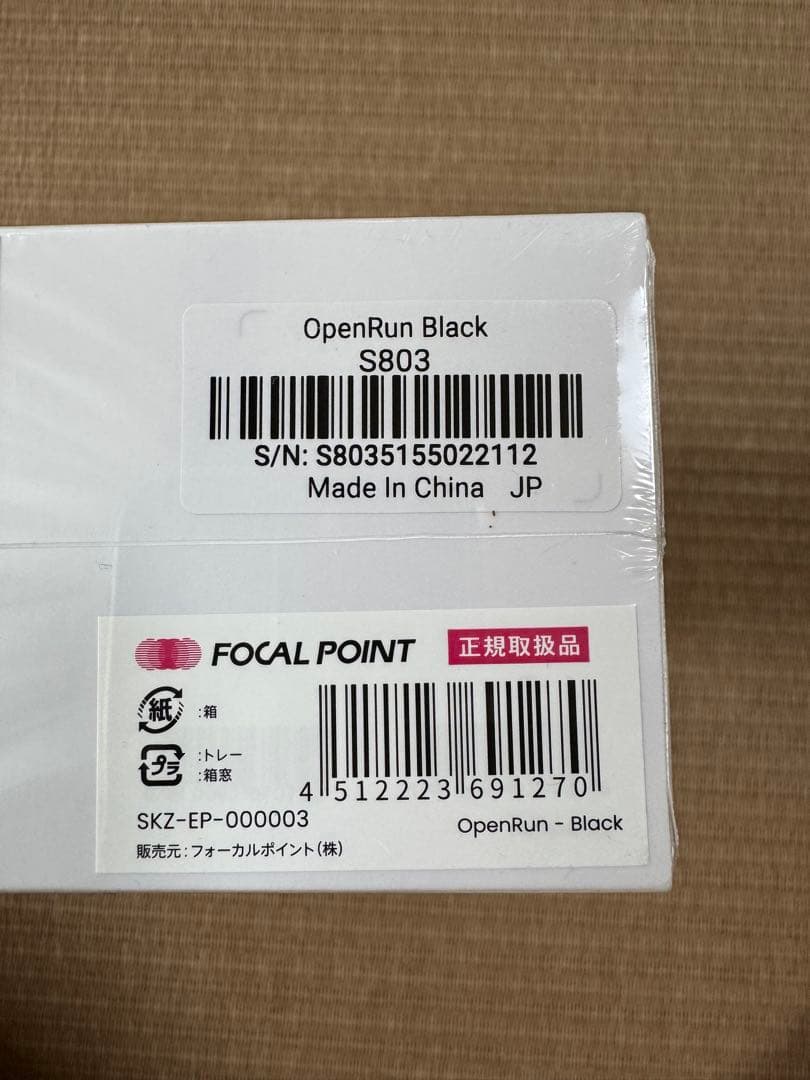 OpenRun Black
S803
S/N: S8035155022112
Made In China JP
FOCAL POINT 正規取扱品
紙 :箱
プラ :トレー
:箱窓
4 512223 691270
SKZ-EP-000003
OpenRun - Black
販売元:フォーカルポイント(株)